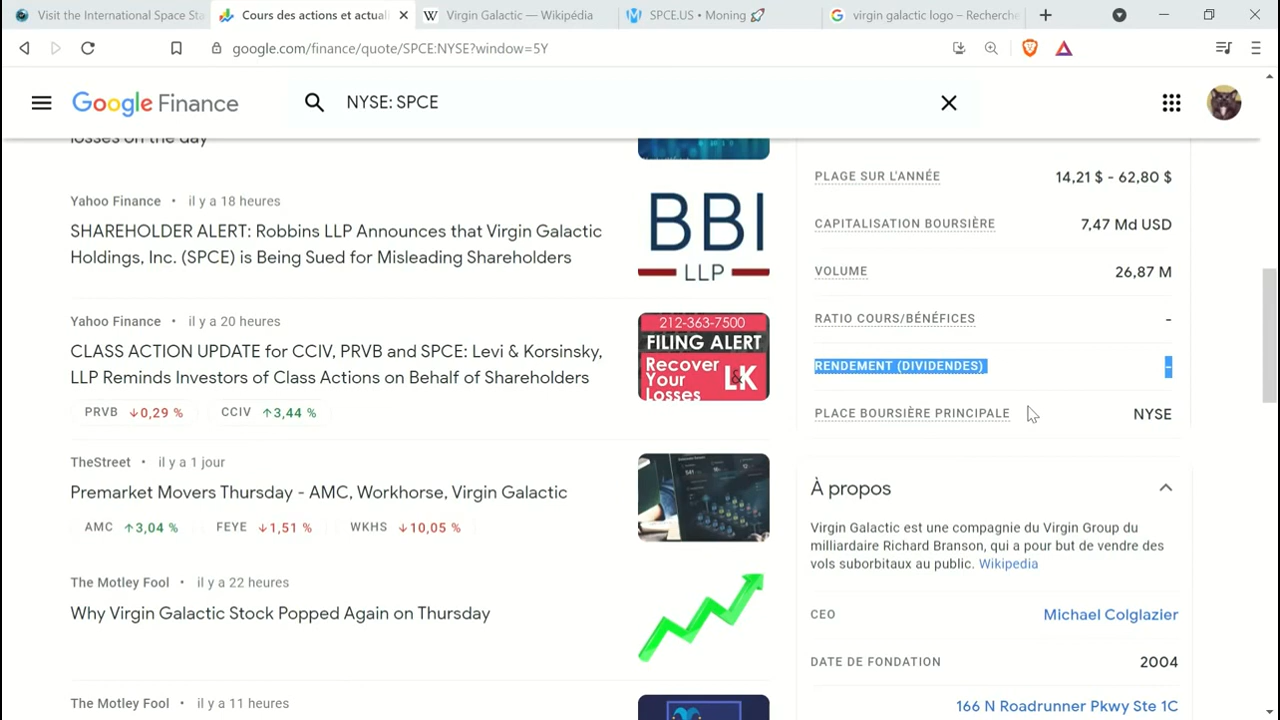 Visit the International Space Sta
Cours des actions et actuali
Virgin Galactic — Wikipédia
SPCE.US • Moning
virgin galactic logo – Recherche
google.com/finance/quote/SPCE:NYSE?window=5Y
Google Finance
NYSE: SPCE
losses on the day
Yahoo Finance • il y a 18 heures
SHAREHOLDER ALERT: Robbins LLP Announces that Virgin Galactic
Holdings, Inc. (SPCE) is Being Sued for Misleading Shareholders
BBI
LLP
Yahoo Finance • il y a 20 heures
CLASS ACTION UPDATE for CCIV, PRVB and SPCE: Levi & Korsinsky,
LLP Reminds Investors of Class Actions on Behalf of Shareholders
PRVB ↓0,29 % CCIV ↑3,44 %
212-363-7500
FILING ALERT
Recover
Your
Losses
L&K
TheStreet • il y a 1 jour
Premarket Movers Thursday - AMC, Workhorse, Virgin Galactic
AMC ↑3,04 % FEYE ↓1,51 % WKHS ↓10,05 %
The Motley Fool • il y a 22 heures
Why Virgin Galactic Stock Popped Again on Thursday
The Motley Fool • il y a 11 heures
PLAGE SUR L'ANNÉE 14,21 $ - 62,80 $
CAPITALISATION BOURSIÈRE 7,47 Md USD
VOLUME 26,87 M
RATIO COURS/BÉNÉFICES -
RENDEMENT (DIVIDENDES) -
PLACE BOURSIÈRE PRINCIPALE NYSE
À propos
Virgin Galactic est une compagnie du Virgin Group du
milliardaire Richard Branson, qui a pour but de vendre des
vols suborbitaux au public. Wikipedia
CEO Michael Colglazier
DATE DE FONDATION 2004
166 N Roadrunner Pkwy Ste 1C